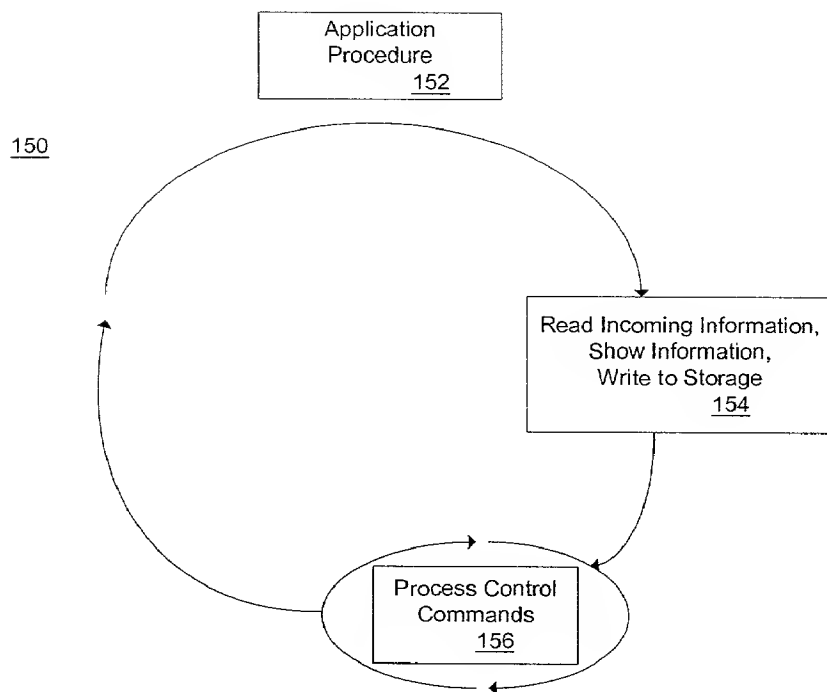 Application
Procedure
152
150
Read Incoming Information,
Show Information,
Write to Storage
154
Process Control
Commands
156